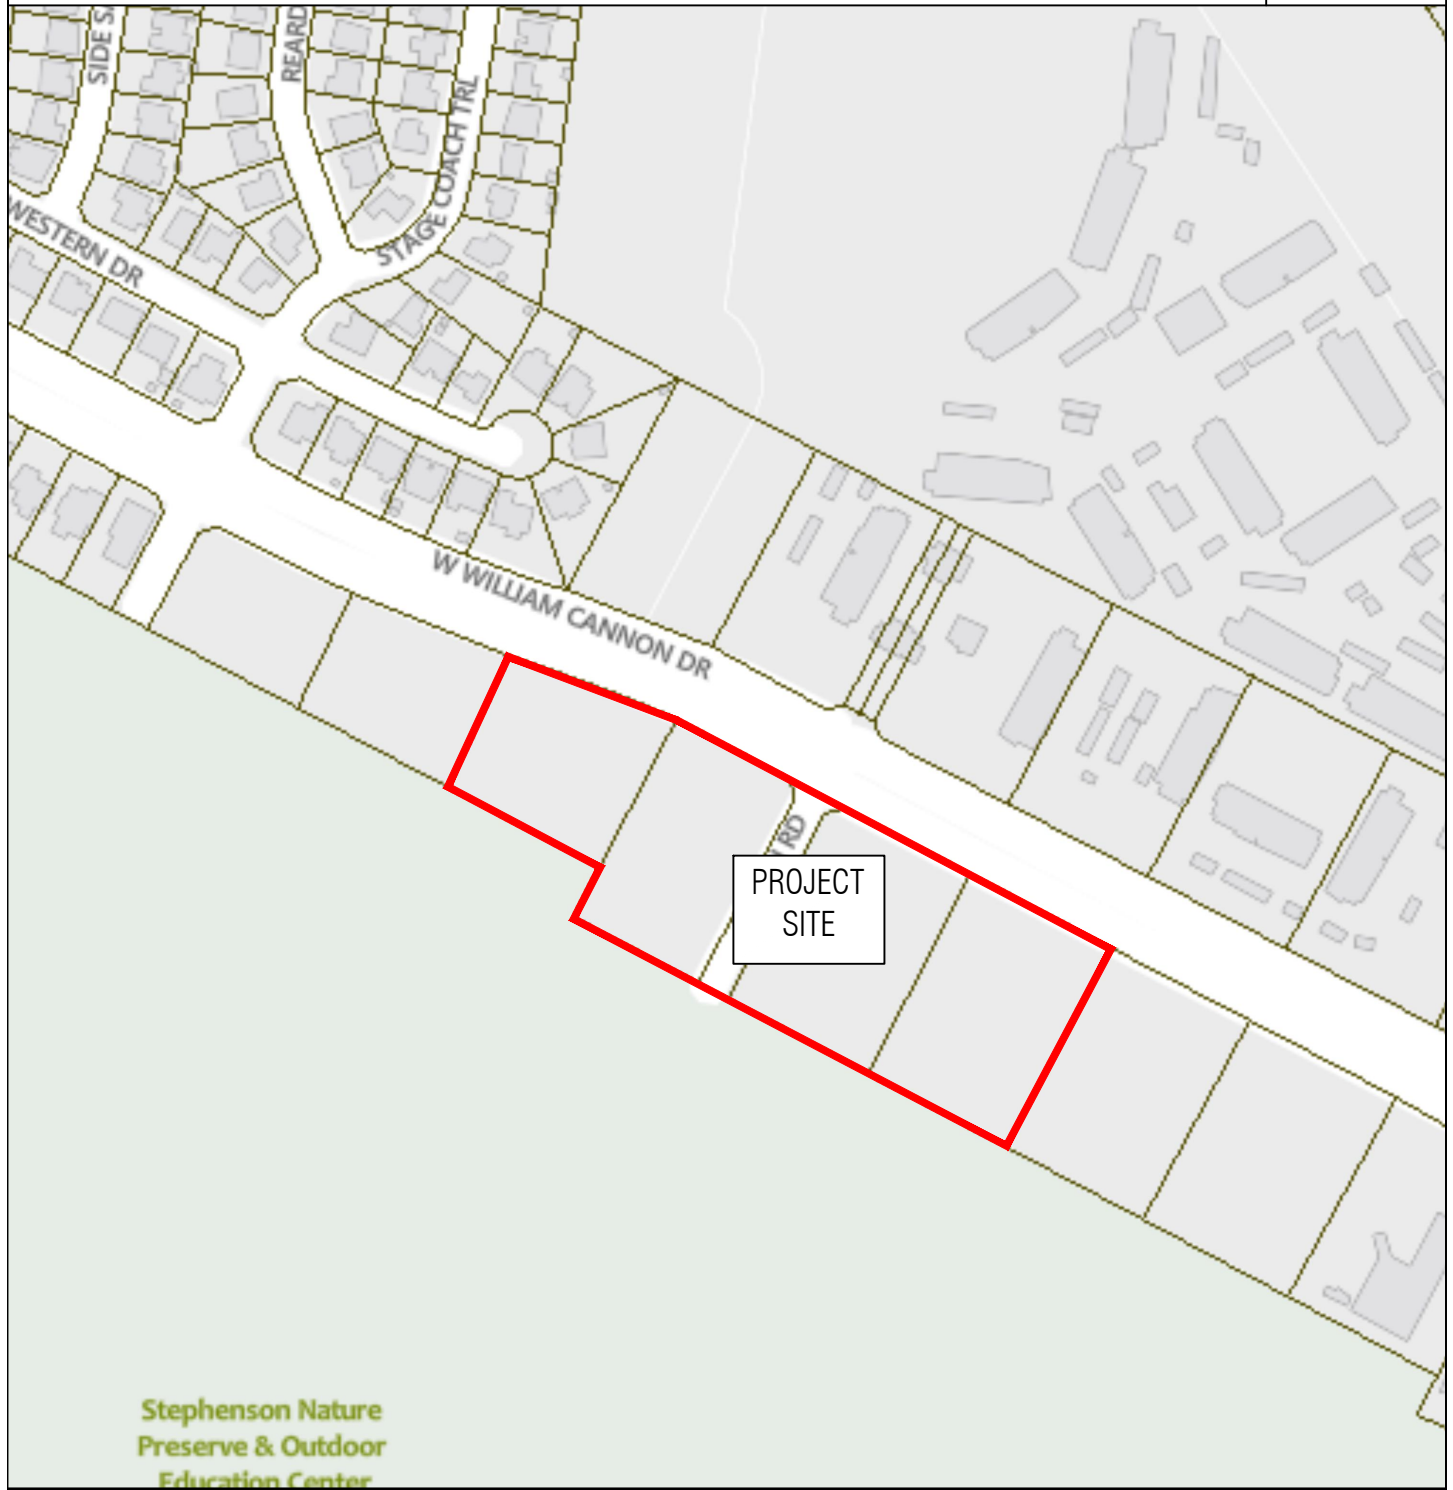 SIDE
REARD
STAGE COACH TRL
WESTERN DR
W WILLIAM CANNON DR
RD
PROJECT
SITE
Stephenson Nature
Preserve & Outdoor
Education Center